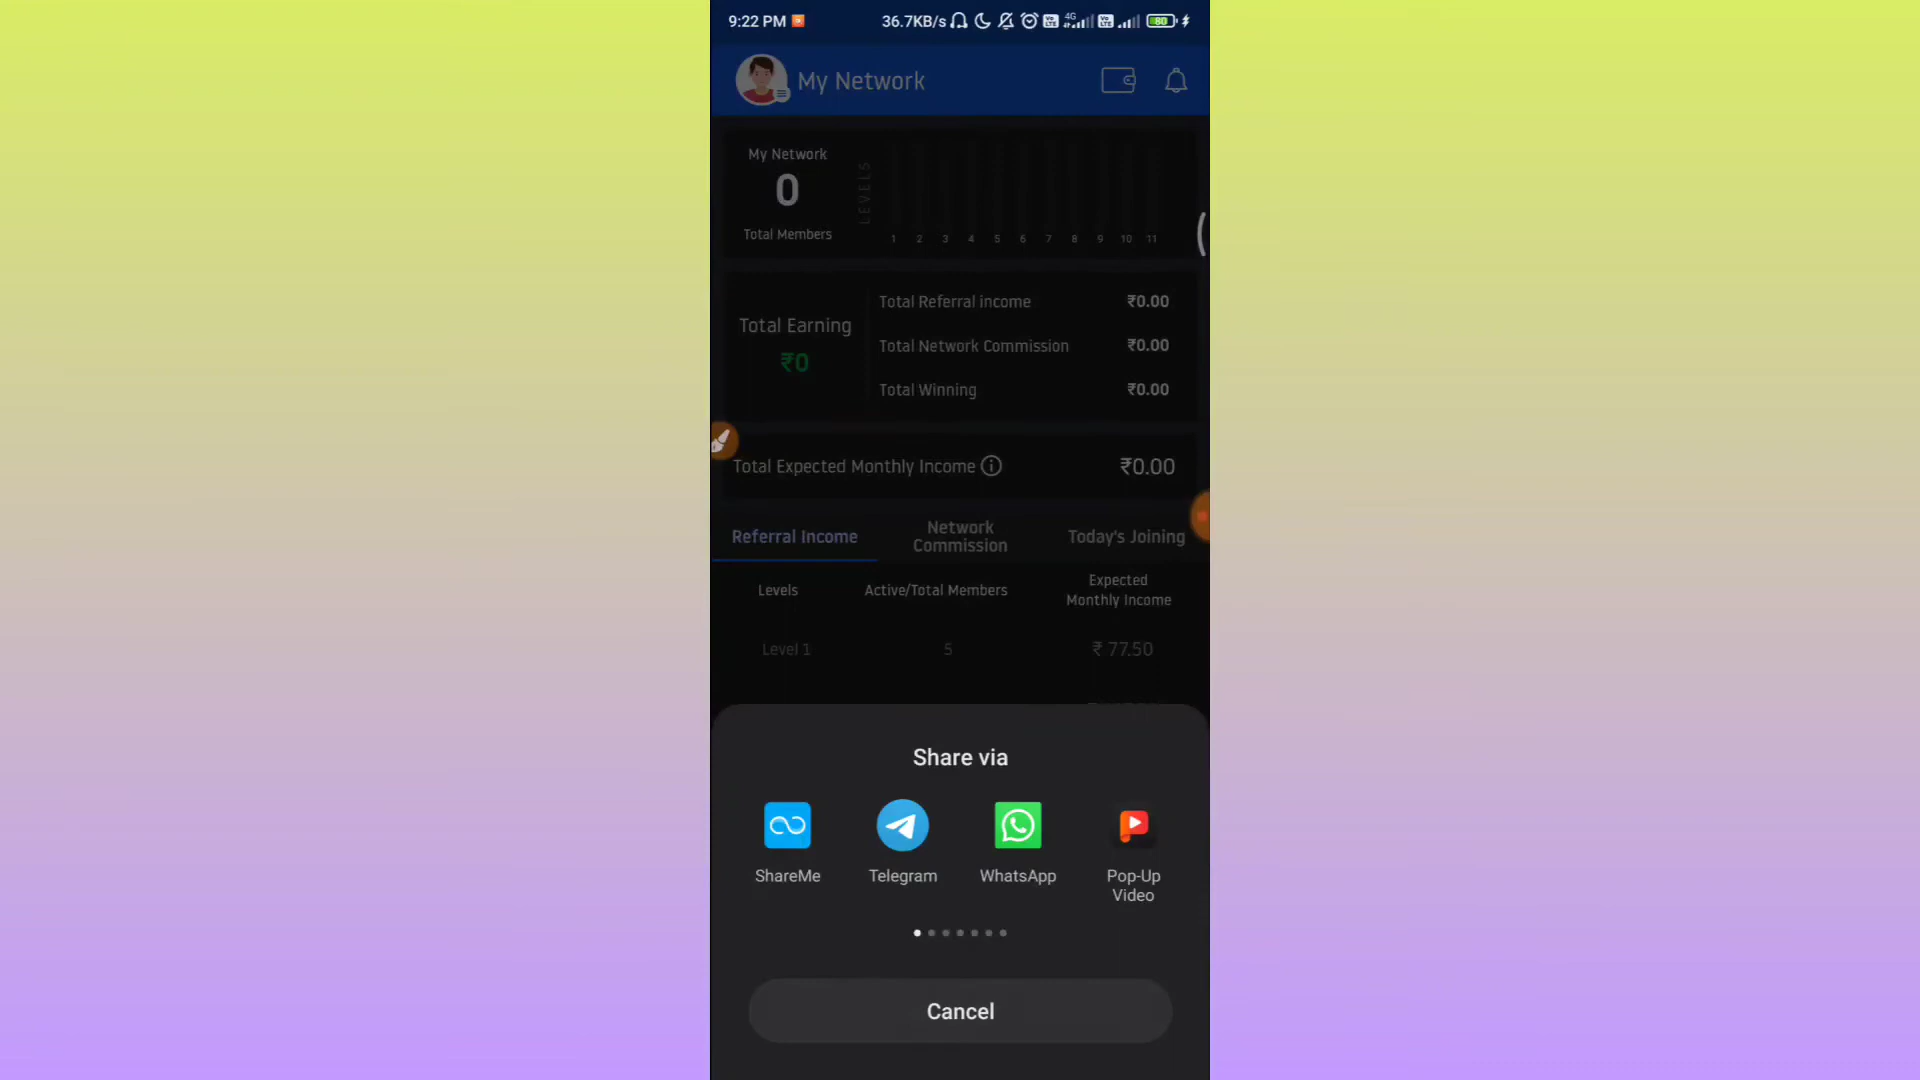 9:22 PM 36.7KB/s 4G 80
My Network
My Network
0
Total Members
LEVELS
1 2 3 4 5 6 7 8 9 10 11
Total Earning
₹0
Total Referral income ₹0.00
Total Network Commission ₹0.00
Total Winning ₹0.00
Total Expected Monthly Income ₹0.00
Referral Income
Network
Commission
Today's Joining
Levels
Active/Total Members
Expected
Monthly Income
Level 1 5 ₹ 77.50
Share via
ShareMe Telegram WhatsApp Pop-Up
Video
Cancel